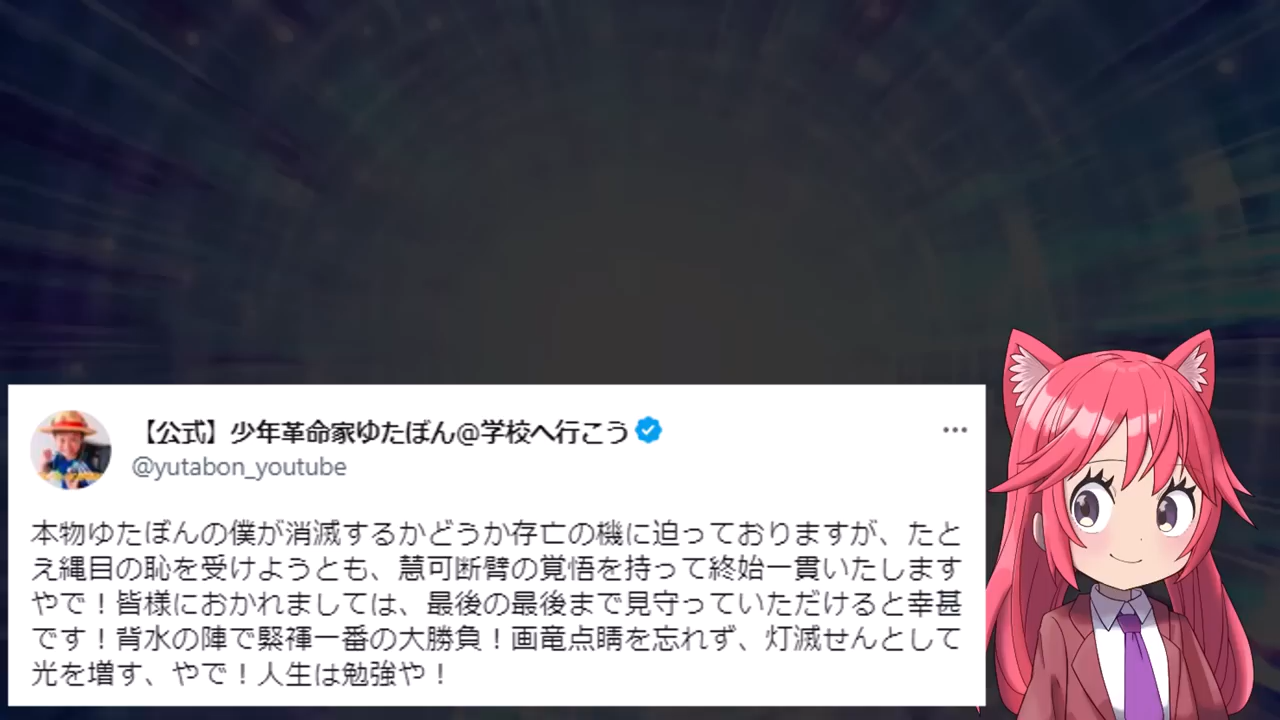 【公式】少年革命家ゆたぼん@学校へ行こう
@yutabon_youtube
本物ゆたぼんの僕が消滅するかどうか存亡の機に迫っておりますが、たと
え縄目の恥を受けようとも、慧可断臂の覚悟を持って終始一貫いたします
やで！皆様におかれましては、最後の最後まで見守っていただけると幸甚
です！背水の陣で緊褌一番の大勝負！画竜点睛を忘れず、灯滅せんとして
光を増す、やで！人生は勉強や！